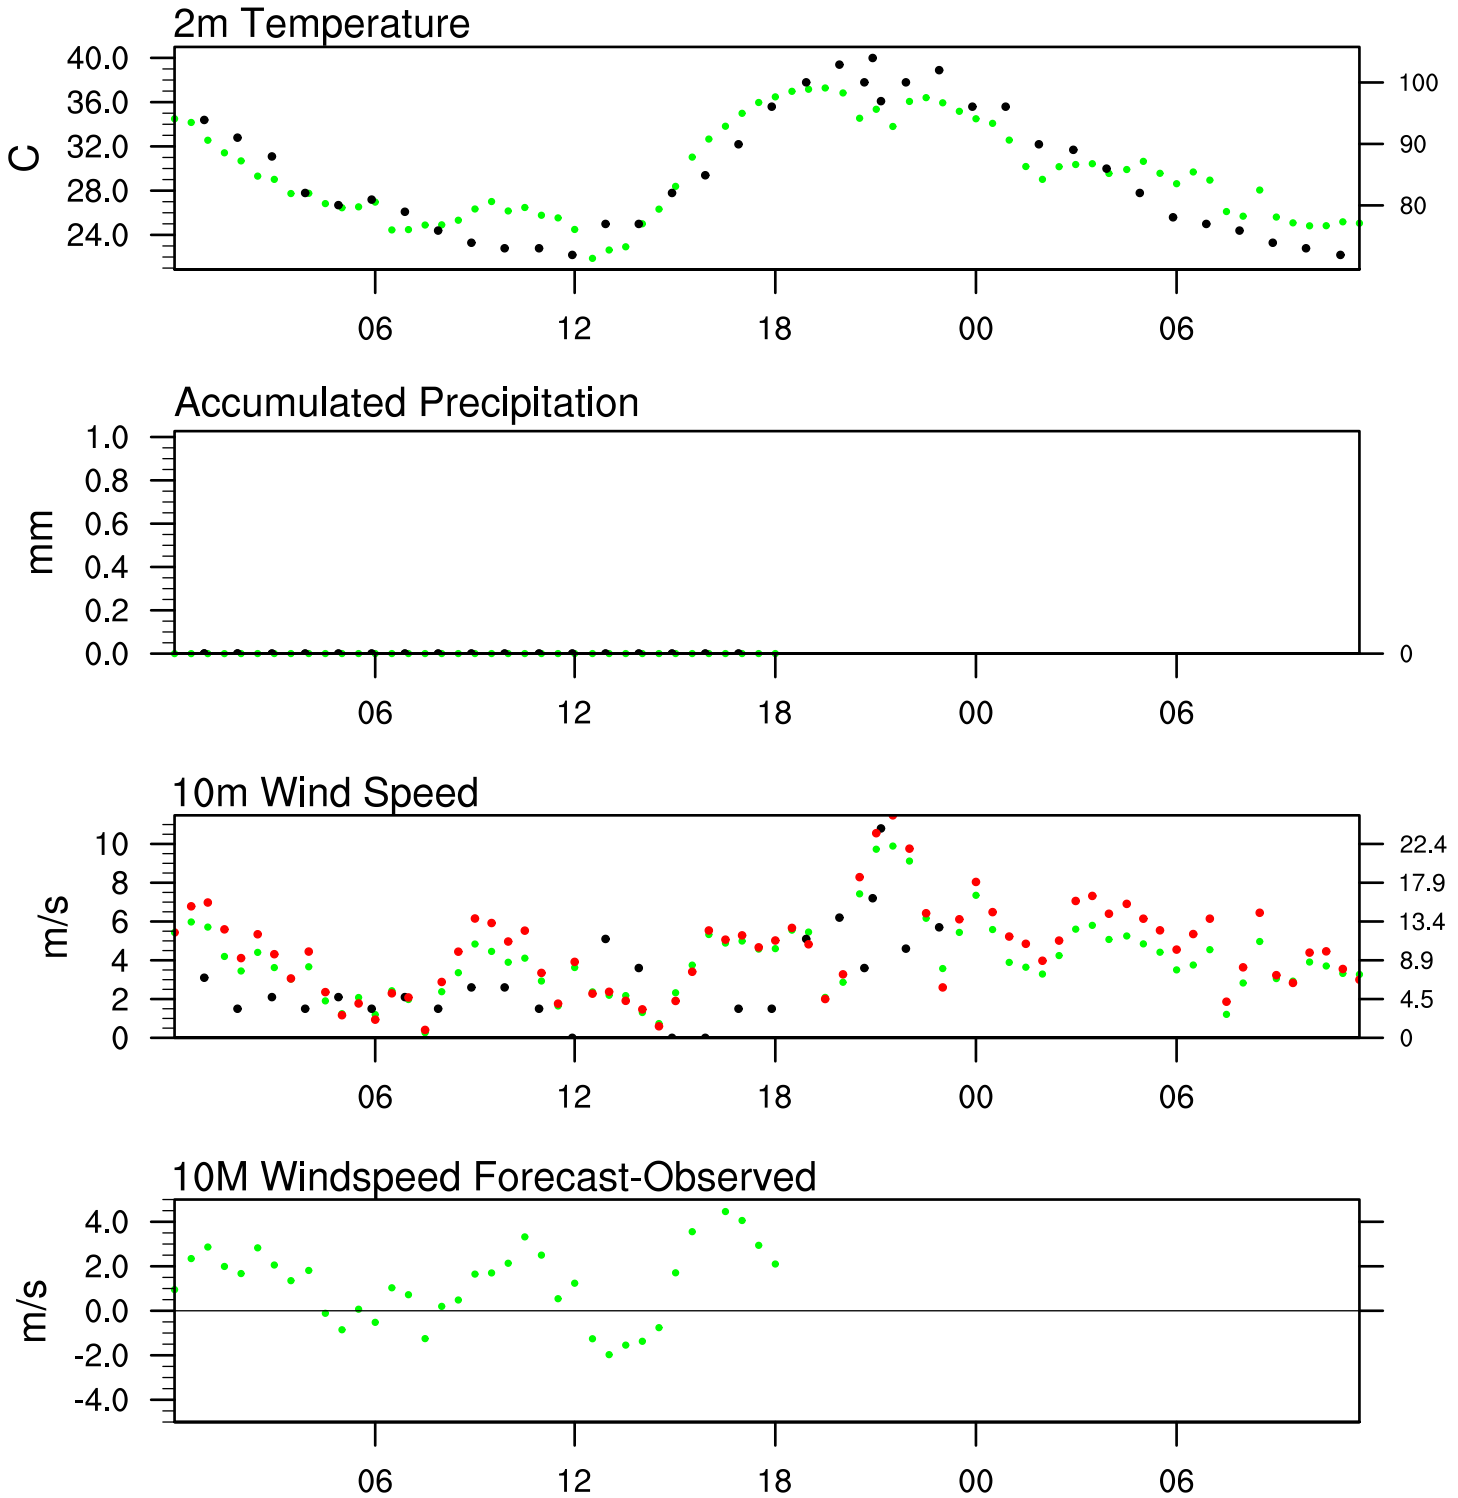 2m Temperature
40.0
36.0
32.0
28.0
24.0
C
100
90
80
06 12 18 00 06
Accumulated Precipitation
1.0
0.8
0.6
0.4
0.2
0.0
mm
0
06 12 18 00 06
10m Wind Speed
10
8
6
4
2
0
m/s
22.4
17.9
13.4
8.9
4.5
0
06 12 18 00 06
10M Windspeed Forecast-Observed
4.0
2.0
0.0
-2.0
-4.0
m/s
06 12 18 00 06